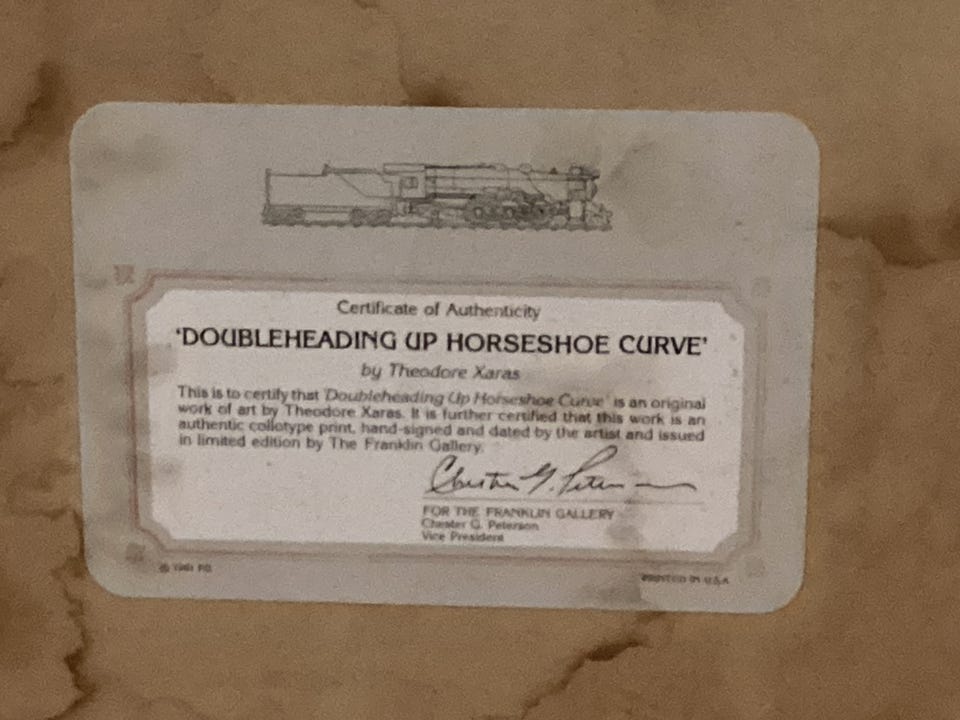 Certificate of Authenticity
'DOUBLEHEADING UP HORSESHOE CURVE'
by Theodore Xaras
This is to certify that 'Doubleheading Up Horseshoe Curve' is an original
work of art by Theodore Xaras. It is further certified that this work is an
authentic collotype print, hand-signed and dated by the artist and issued
in limited edition by The Franklin Gallery.
Chester G. Peterson
FOR THE FRANKLIN GALLERY
Chester G. Peterson
Vice President
PRINTED IN U.S.A.